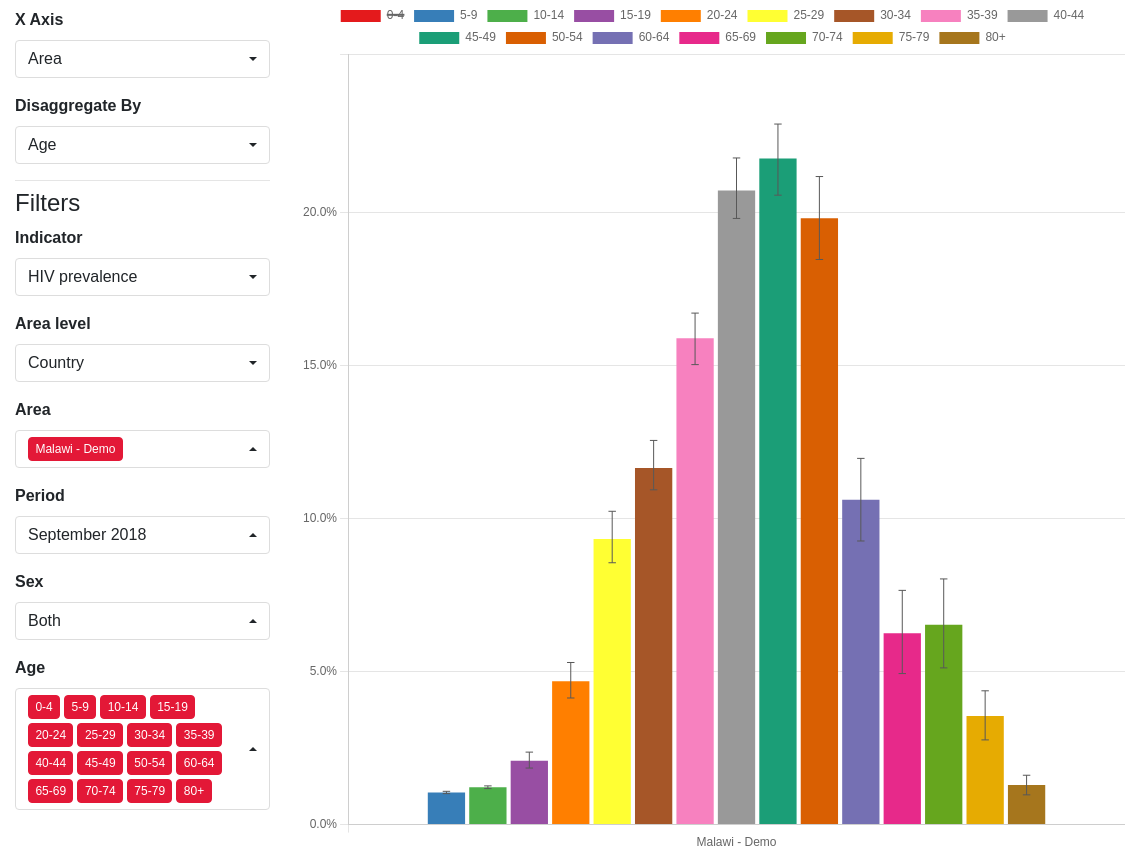 X Axis
Area
Disaggregate By
Age
Filters
Indicator
HIV prevalence
Area level
Country
Area
Malawi - Demo
Period
September 2018
Sex
Both
Age
0-4 5-9 10-14 15-19
20-24 25-29 30-34 35-39
40-44 45-49 50-54 60-64
65-69 70-74 75-79 80+
0-4 5-9 10-14 15-19 20-24 25-29 30-34 35-39 40-44
45-49 50-54 60-64 65-69 70-74 75-79 80+
20.0%
15.0%
10.0%
5.0%
0.0%
Malawi - Demo